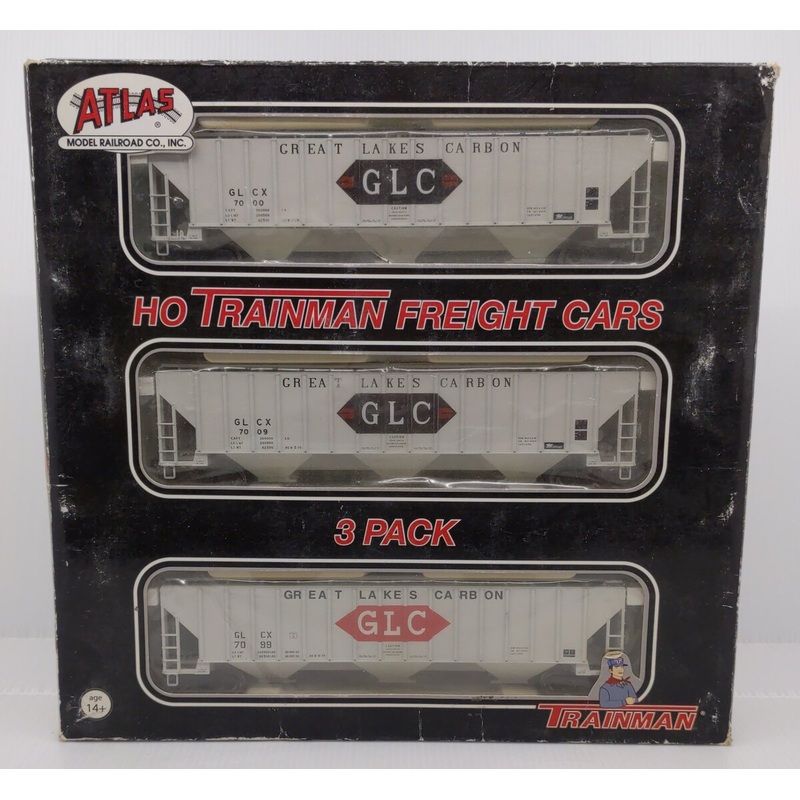 ATLAS
®
MODEL RAILROAD CO., INC.
GREAT LAKES CARBON
GLC
GLCX
7000
CAUTION
HO TRAINMAN FREIGHT CARS
GREAT LAKES CARBON
GLC
GLCX
7009
3 PACK
GREAT LAKES CARBON
GLC
GLCX
7099
age
14+
TRAINMAN®